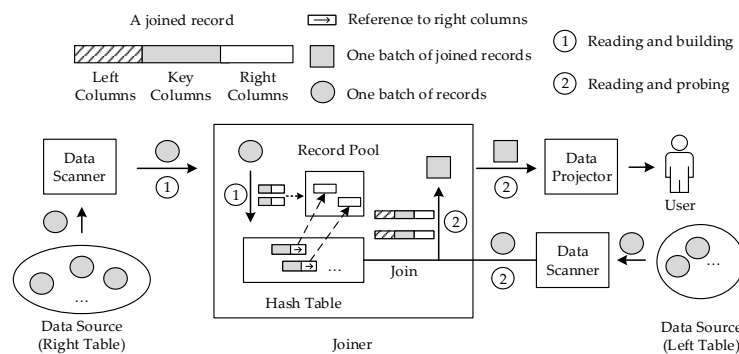 A joined record
Left Columns
Key Columns
Right Columns
Reference to right columns
One batch of joined records
One batch of records
1 Reading and building
2 Reading and probing
Data Scanner
1
...
Data Source
(Right Table)
Record Pool
1
2
...
Hash Table
Join
Joiner
2
Data Projector
User
2
Data Scanner
...
Data Source
(Left Table)